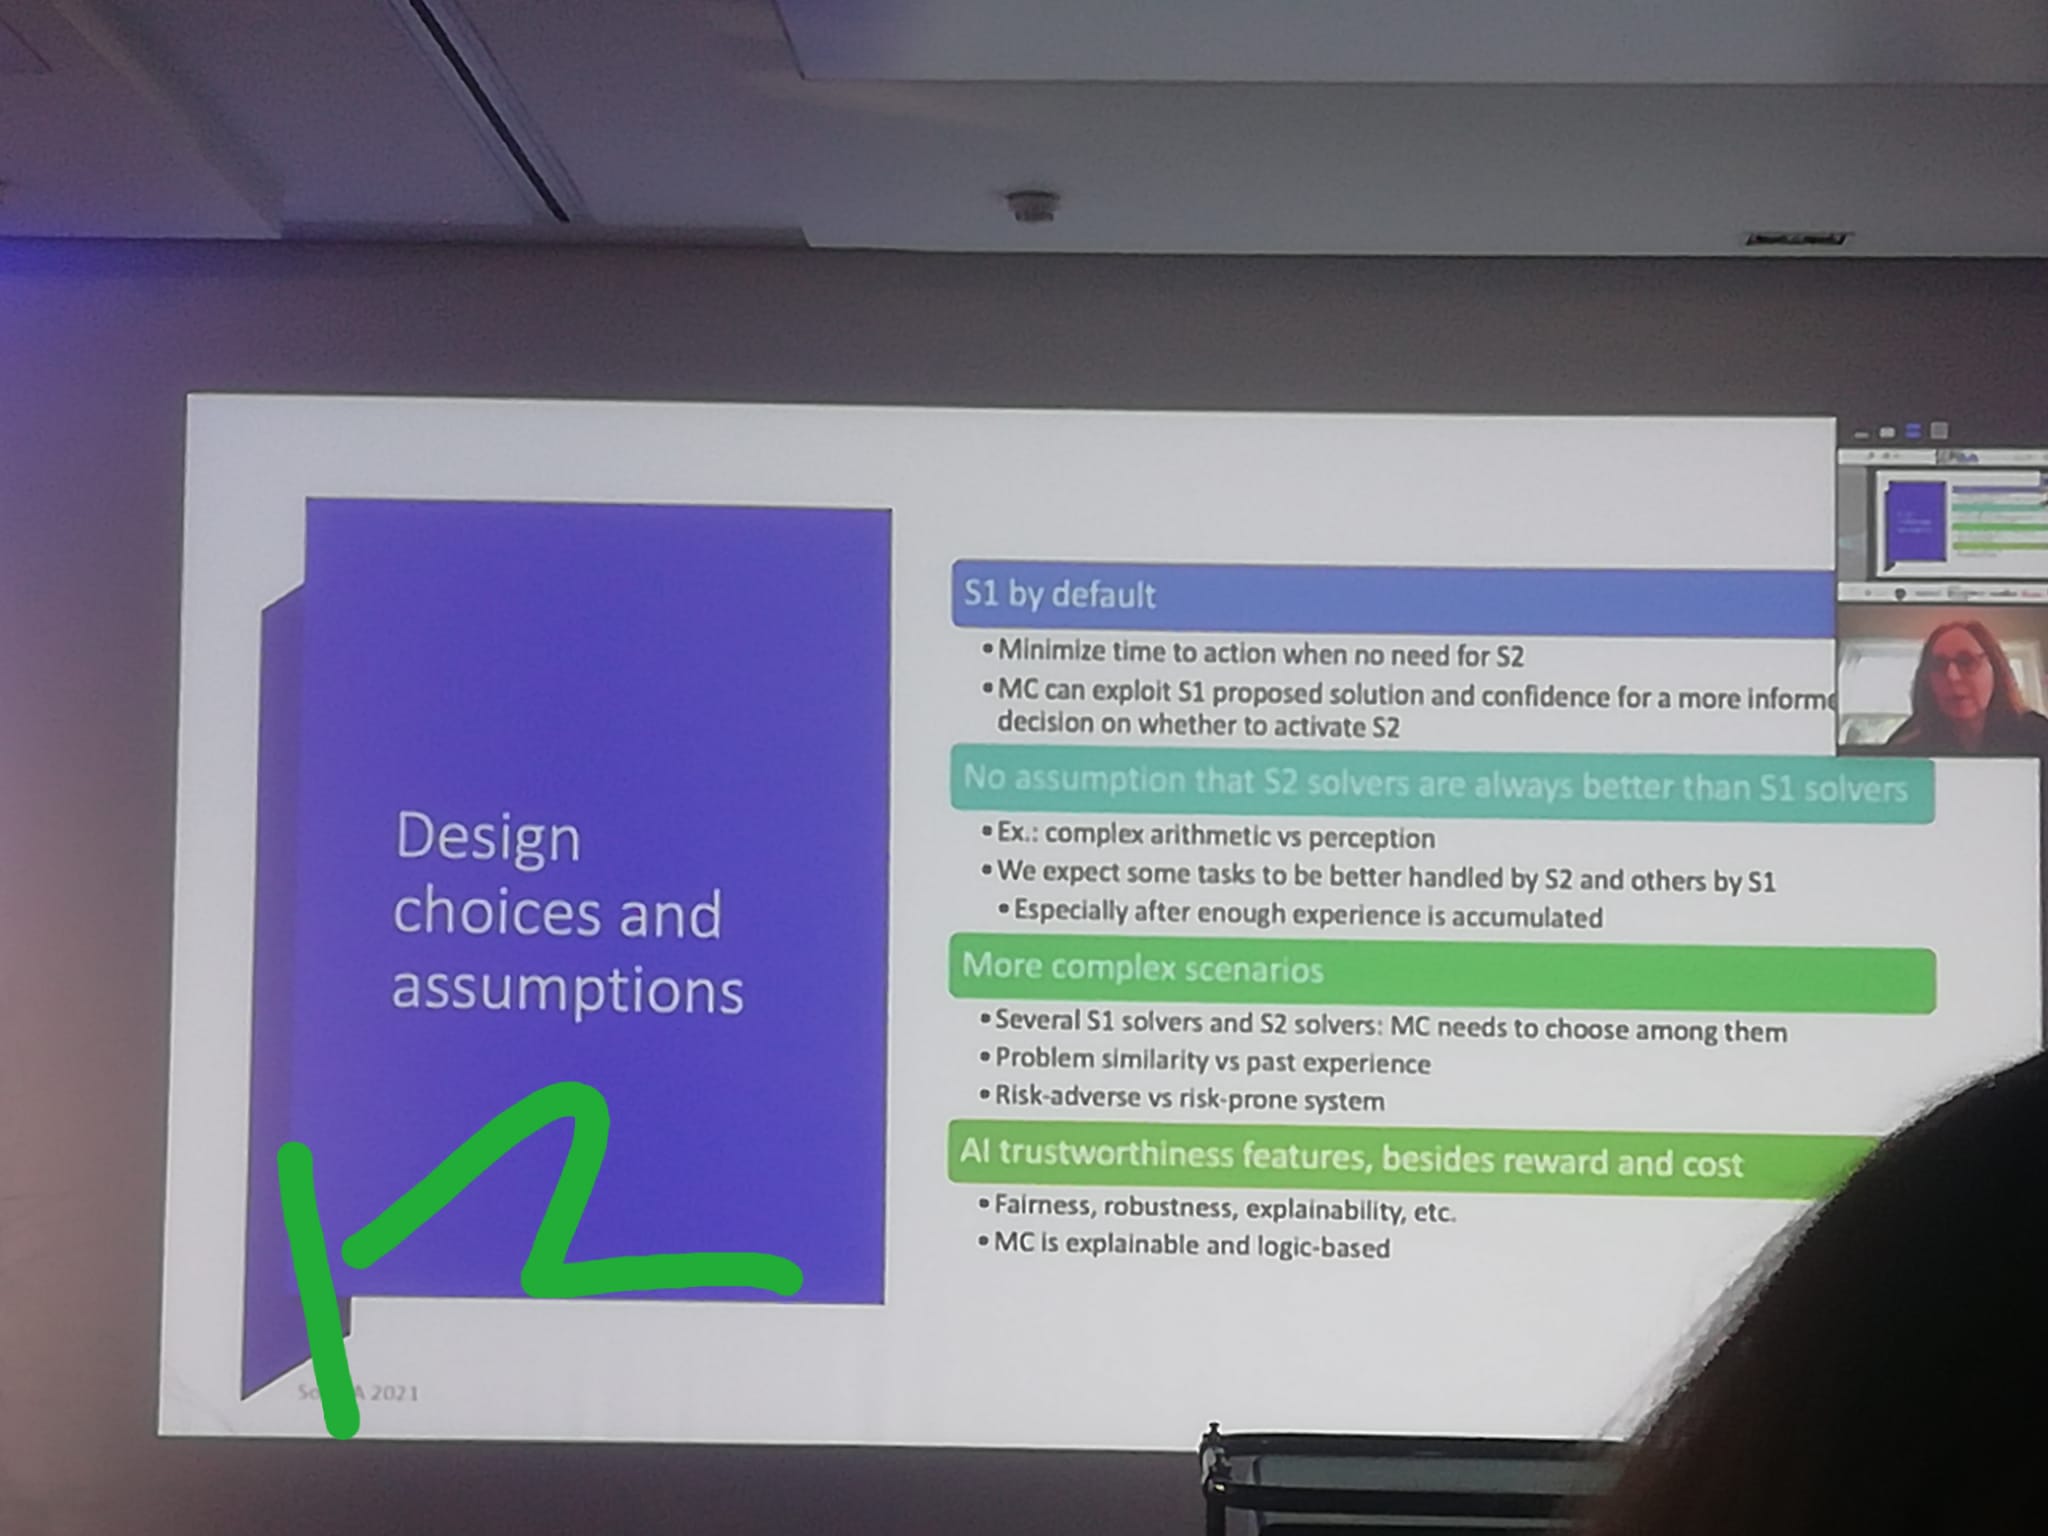 Design
choices and
assumptions
S1 by default
• Minimize time to action when no need for S2
• MC can exploit S1 proposed solution and confidence for a more informe
decision on whether to activate S2
No assumption that S2 solvers are always better than S1 solvers
• Ex.: complex arithmetic vs perception
• We expect some tasks to be better handled by S2 and others by S1
• Especially after enough experience is accumulated
More complex scenarios
• Several S1 solvers and S2 solvers: MC needs to choose among them
• Problem similarity vs past experience
• Risk-adverse vs risk-prone system
AI trustworthiness features, besides reward and cost
• Fairness, robustness, explainability, etc.
• MC is explainable and logic-based
12
2021